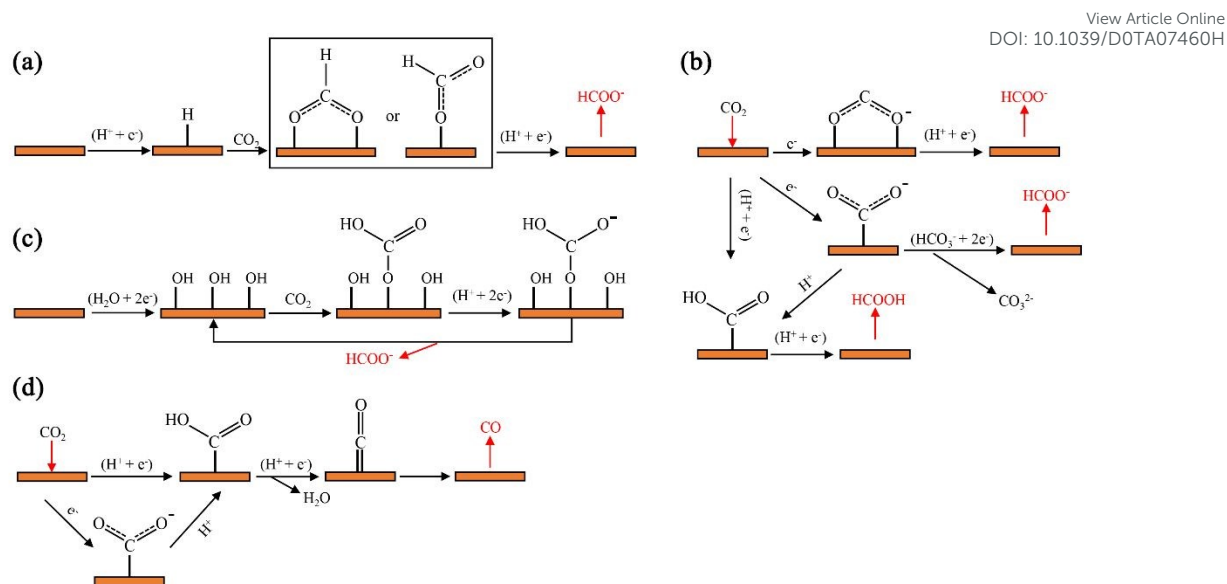 View Article Online
DOI: 10.1039/D0TA07460H
(a)
H
(H⁺ + e⁻)
CO₂
H
C
O O
or
H
C
O
O
(H⁺ + e⁻)
HCOO⁻
(b)
CO₂
e⁻
C
O O⁻
(H⁺ + e⁻)
HCOO⁻
(H⁺ + e⁻)
e⁻
O O⁻
C
(HCO₃⁻ + 2e⁻)
HCOO⁻
CO₃²⁻
H⁺
HO O
C
(H⁺ + e⁻)
HCOOH
(c)
(H₂O + 2e⁻)
OH OH OH
CO₂
HO O
C
O
OH OH
(H⁺ + 2e⁻)
HO O⁻
C
O
OH OH
HCOO⁻
(d)
CO₂
(H⁺ + e⁻)
HO O
C
(H⁺ + e⁻)
H₂O
O
C
CO
e⁻
O O⁻
C
H⁺